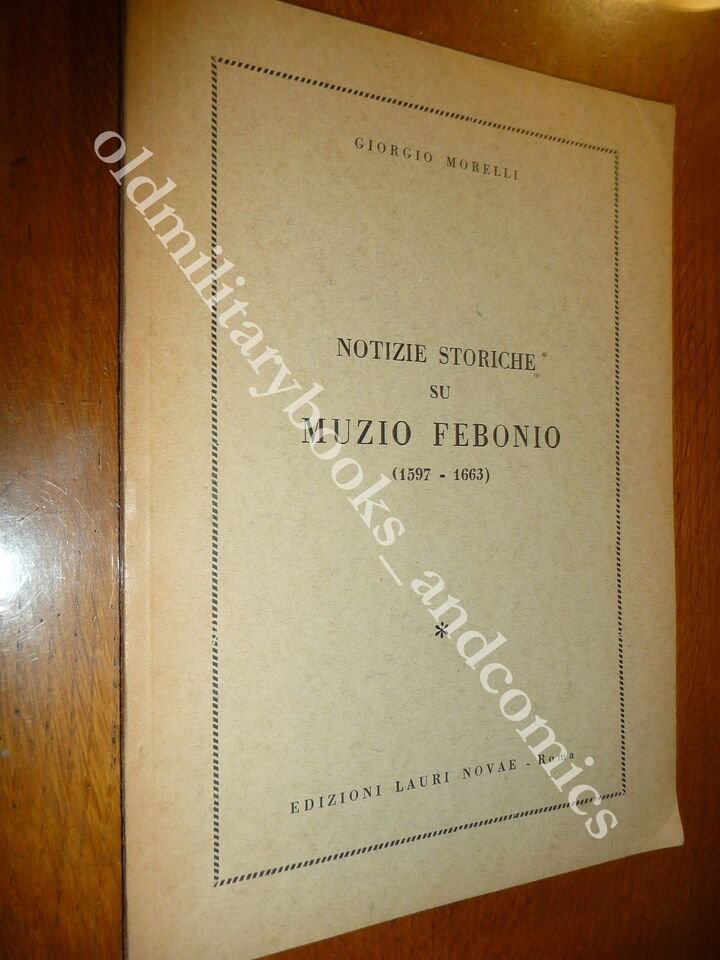 GIORGIO MORELLI
NOTIZIE STORICHE
SU
MUZIO FEBONIO
(1597 - 1663)
*
EDIZIONI LAURI NOVAE - Roma
oldmilitarybooks_andcomics